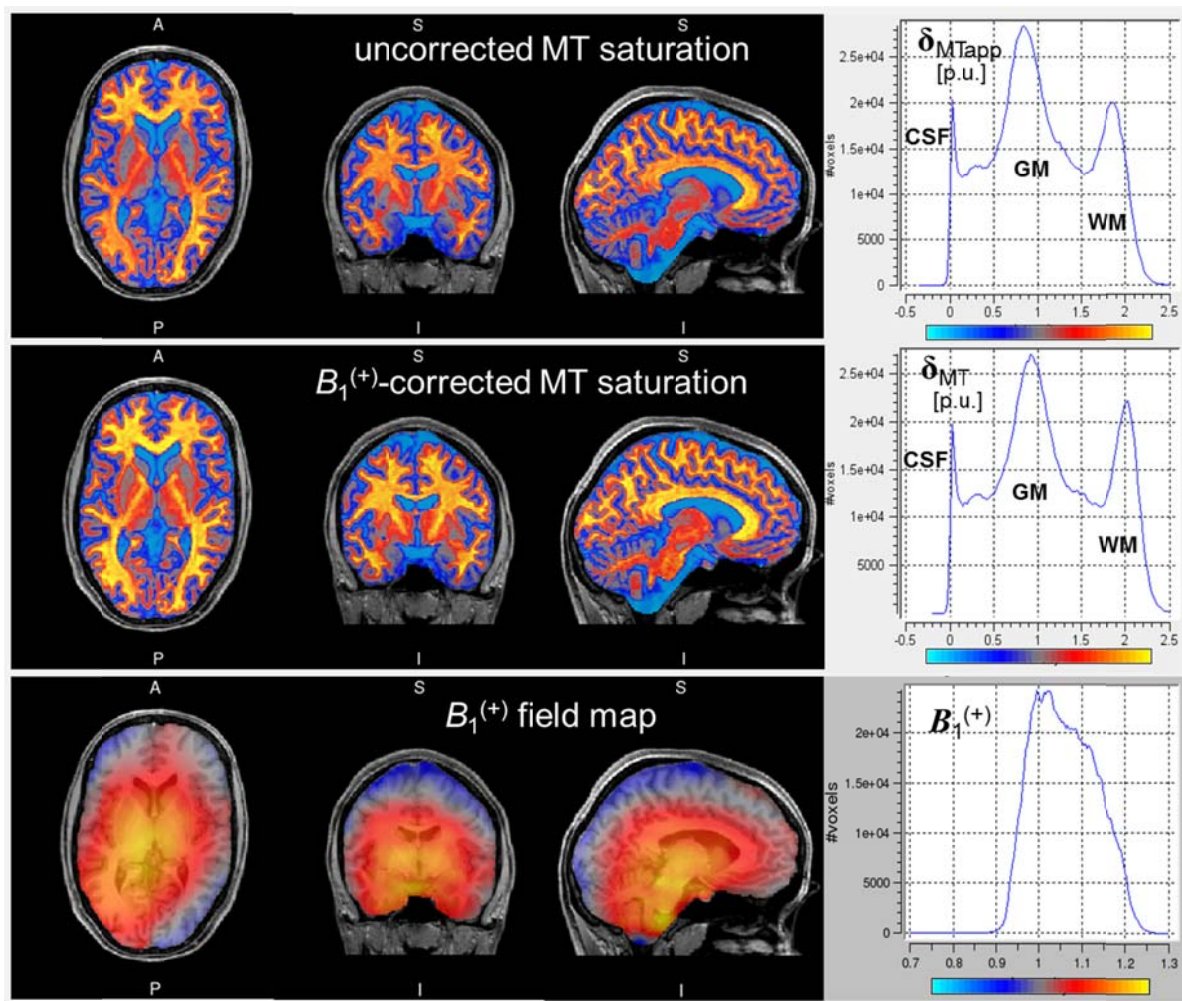 A
S
S
uncorrected MT saturation
P
I
I
δMTapp
[p.u.]
CSF
GM
WM
#voxels
2.5e+04
2e+04
1.5e+04
1e+04
5000
0
-0.5 0 0.5 1 1.5 2 2.5
A
S
S
B1(+)-corrected MT saturation
P
I
I
δMT
[p.u.]
CSF
GM
WM
#voxels
2.5e+04
2e+04
1.5e+04
1e+04
5000
0
-0.5 0 0.5 1 1.5 2 2.5
A
S
S
B1(+) field map
P
I
I
B1(+)
#voxels
2e+04
1.5e+04
1e+04
5000
0
0.7 0.8 0.9 1 1.1 1.2 1.3